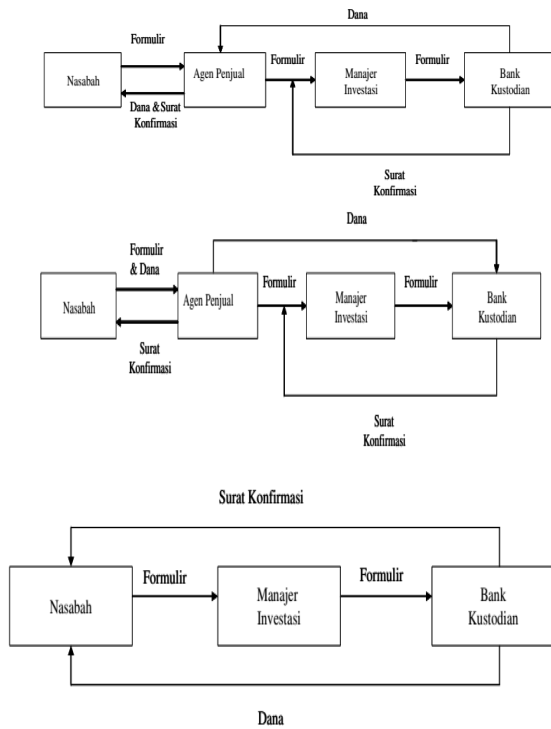 Dana
Formulir
Formulir
Formulir
Nasabah
Agen Penjual
Manajer
Investasi
Bank
Kustodian
Dana & Surat
Konfirmasi
Surat
Konfirmasi
Dana
Formulir
& Dana
Formulir
Formulir
Nasabah
Agen Penjual
Manajer
Investasi
Bank
Kustodian
Surat
Konfirmasi
Surat
Konfirmasi
Surat Konfirmasi
Formulir
Formulir
Nasabah
Manajer
Investasi
Bank
Kustodian
Dana